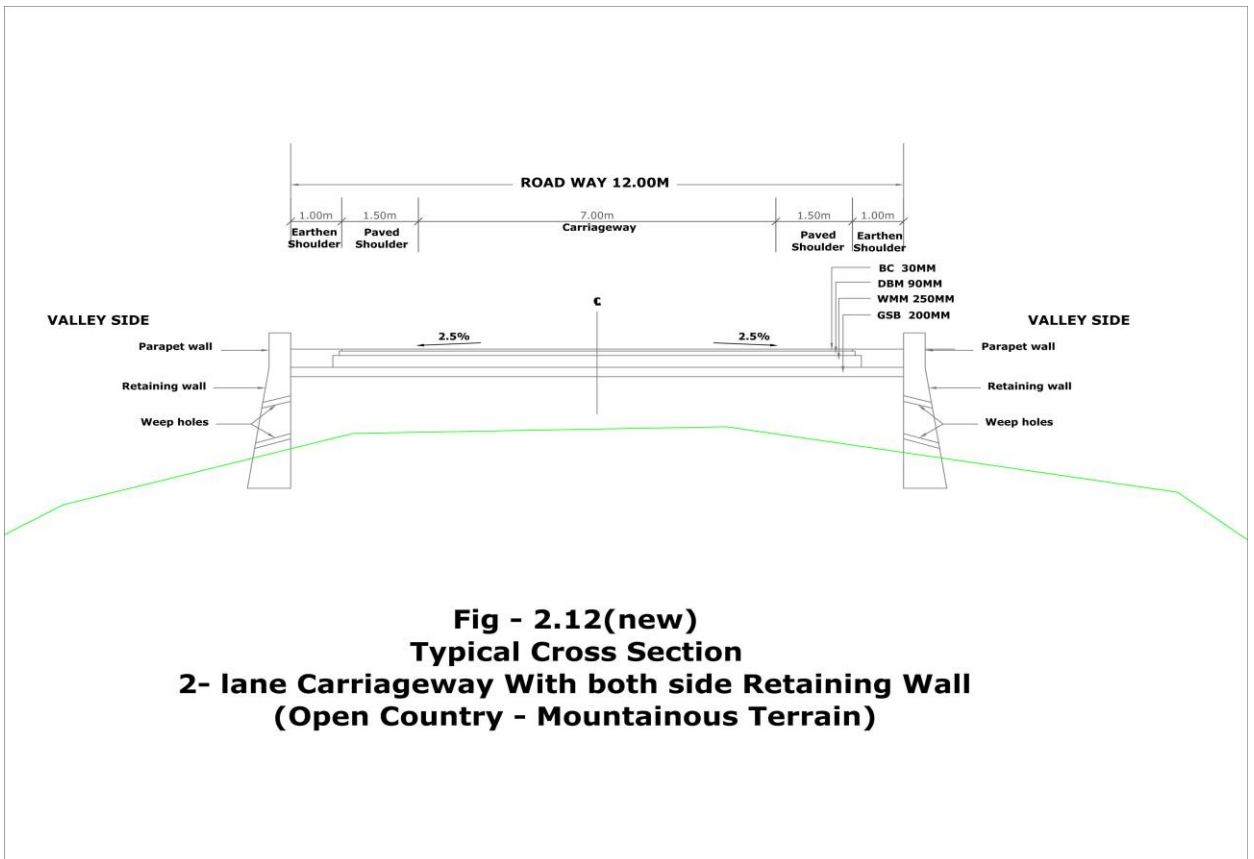 ROAD WAY 12.00M
1.00m
1.50m
7.00m
1.50m
1.00m
Earthen
Shoulder
Paved
Shoulder
Carriageway
Paved
Shoulder
Earthen
Shoulder
BC 30MM
DBM 90MM
WMM 250MM
GSB 200MM
℄
VALLEY SIDE
VALLEY SIDE
2.5%
2.5%
Parapet wall
Parapet wall
Retaining wall
Retaining wall
Weep holes
Weep holes
Fig - 2.12(new)
Typical Cross Section
2- lane Carriageway With both side Retaining Wall
(Open Country - Mountainous Terrain)